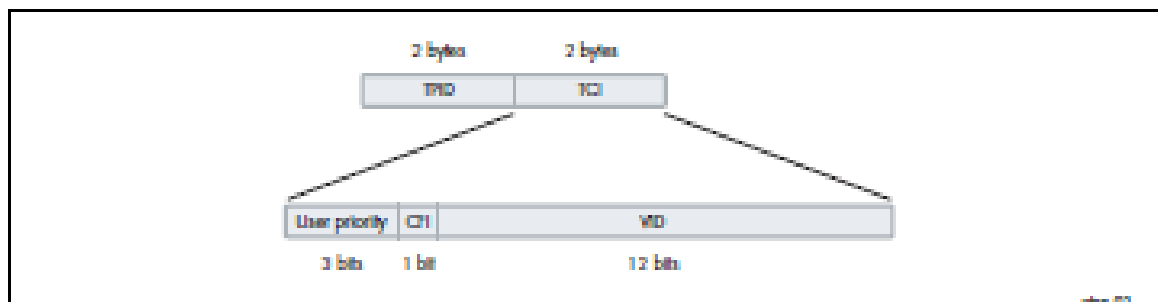 2 bytes 2 bytes
TPID TCI
User priority CFI VID
3 bits 1 bit 12 bits